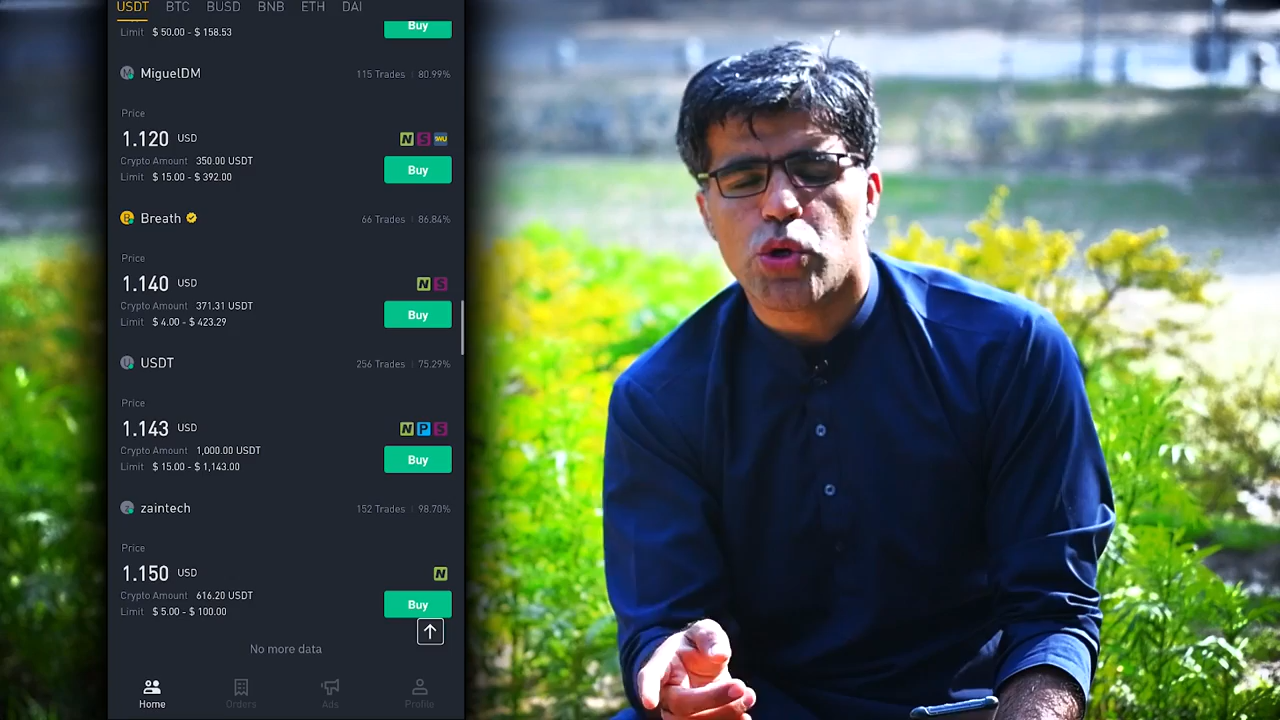 USDT BTC BUSD BNB ETH DAI
Limit $ 50.00 - $ 158.53
Buy
M MiguelDM 115 Trades 80.99%
Price
1.120 USD
N S WU
Crypto Amount 350.00 USDT
Limit $ 15.00 - $ 392.00
Buy
B Breath 66 Trades 86.84%
Price
1.140 USD
N S
Crypto Amount 371.31 USDT
Limit $ 4.00 - $ 423.29
Buy
U USDT 256 Trades 75.29%
Price
1.143 USD
N P S
Crypto Amount 1,000.00 USDT
Limit $ 15.00 - $ 1,143.00
Buy
zaintech 152 Trades 98.70%
Price
1.150 USD
N
Crypto Amount 616.20 USDT
Limit $ 5.00 - $ 100.00
Buy
No more data
Home Orders Ads Profile